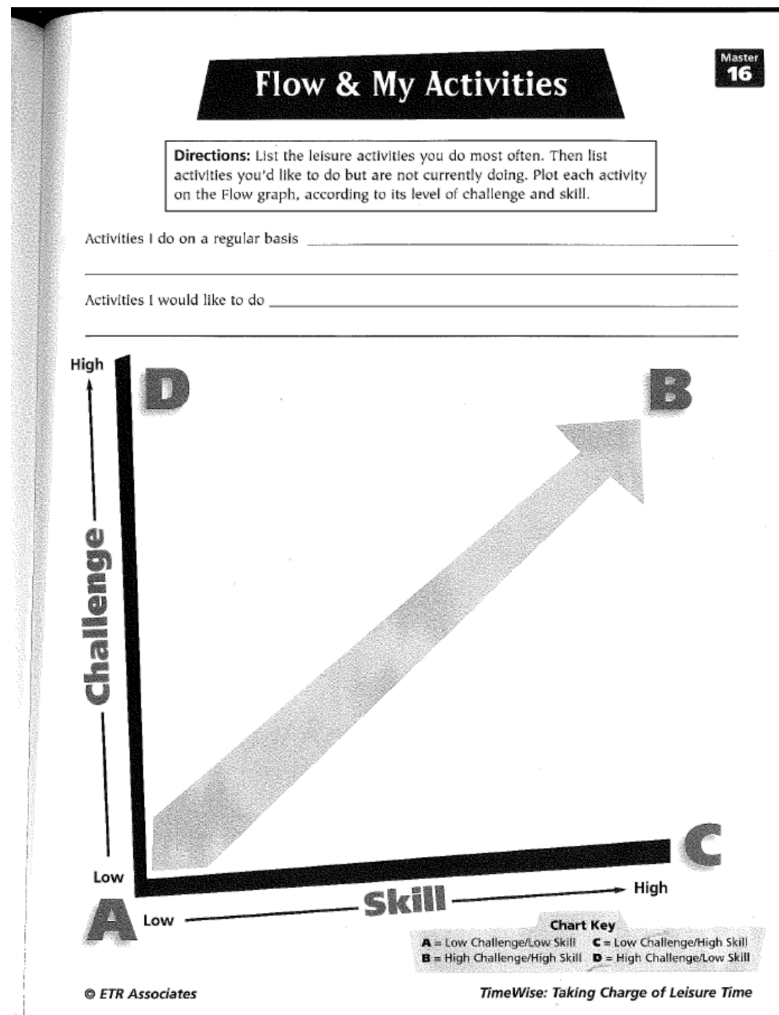 Master
16
Flow & My Activities
Directions: List the leisure activities you do most often. Then list
activities you'd like to do but are not currently doing. Plot each activity
on the Flow graph, according to its level of challenge and skill.
Activities I do on a regular basis
Activities I would like to do
High
D
B
Challenge
Low
A
C
Low
Skill
High
Chart Key
A = Low Challenge/Low Skill C = Low Challenge/High Skill
B = High Challenge/High Skill D = High Challenge/Low Skill
© ETR Associates
TimeWise: Taking Charge of Leisure Time